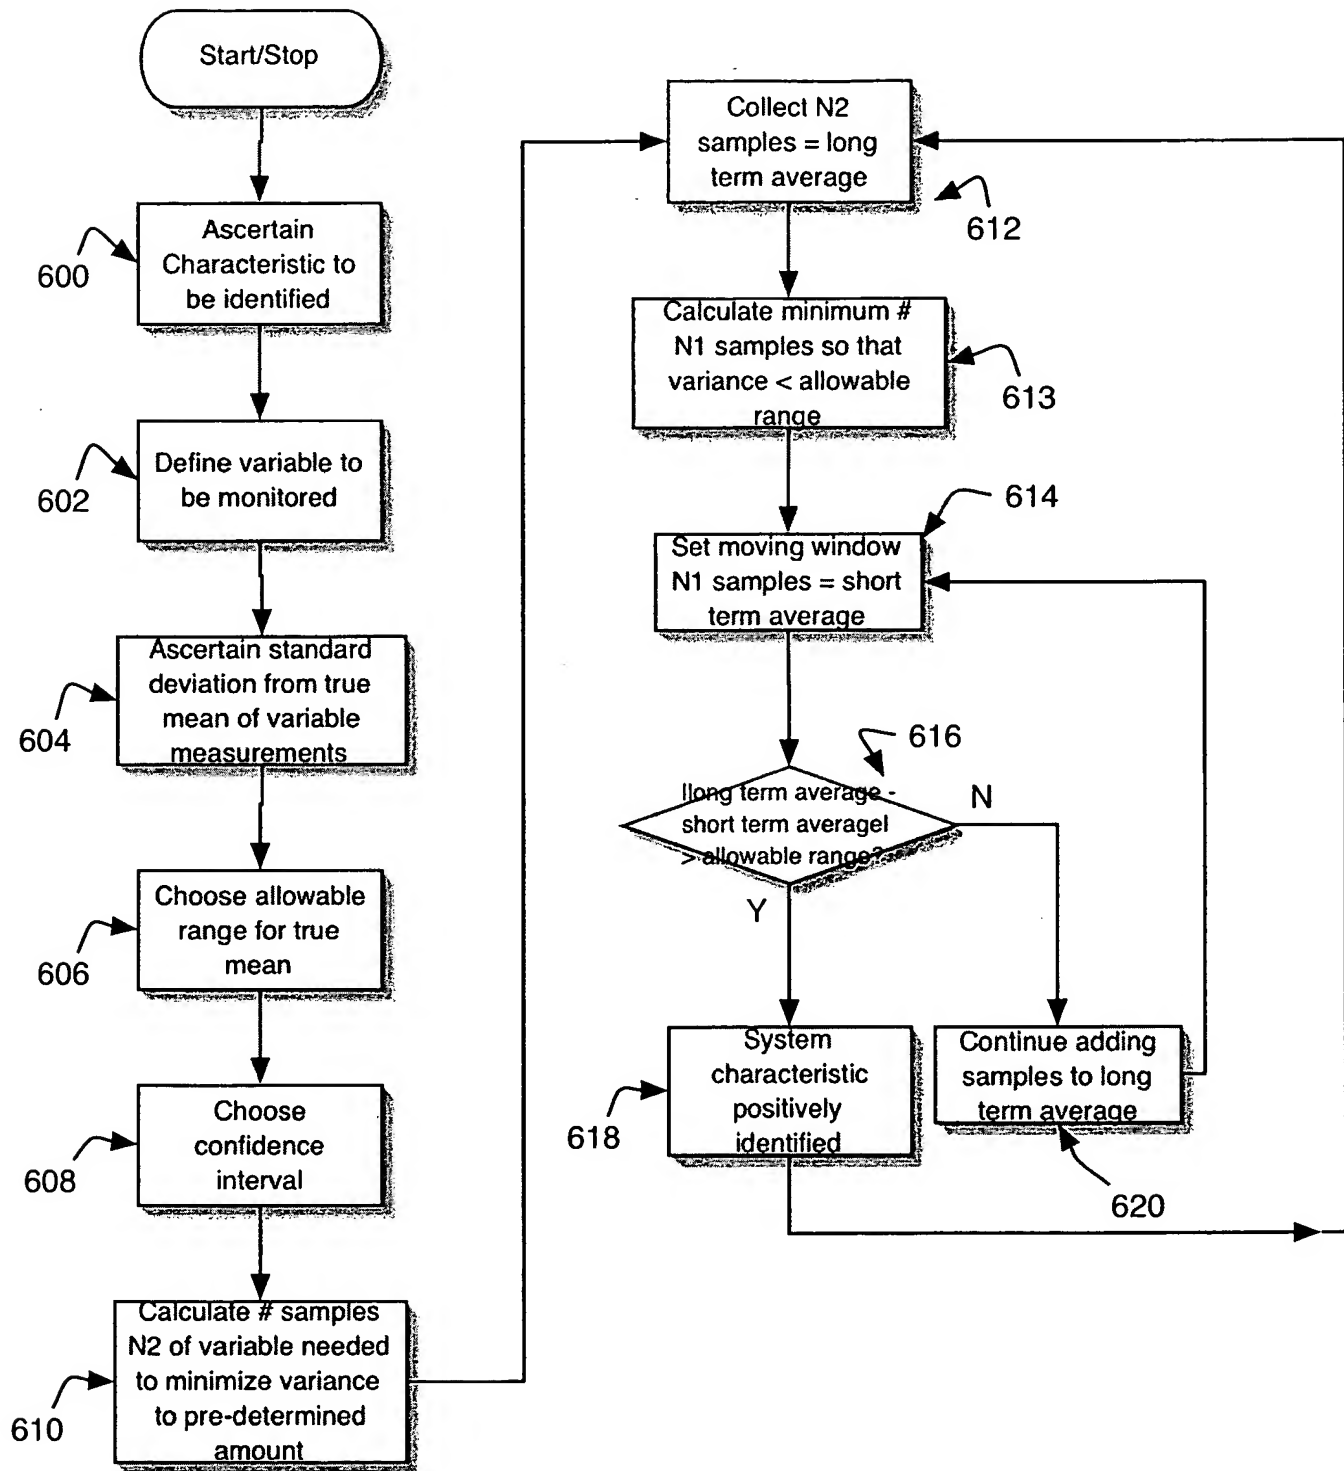 Start/Stop
600
Ascertain
Characteristic to
be identified
602
Define variable to
be monitored
604
Ascertain standard
deviation from true
mean of variable
measurements
606
Choose allowable
range for true
mean
608
Choose
confidence
interval
610
Calculate # samples
N2 of variable needed
to minimize variance
to pre-determined
amount
Collect N2
samples = long
term average
612
Calculate minimum #
N1 samples so that
variance < allowable
range
613
614
Set moving window
N1 samples = short
term average
616
|long term average -
short term average|
> allowable range?
N
Y
618
System
characteristic
positively
identified
Continue adding
samples to long
term average
620